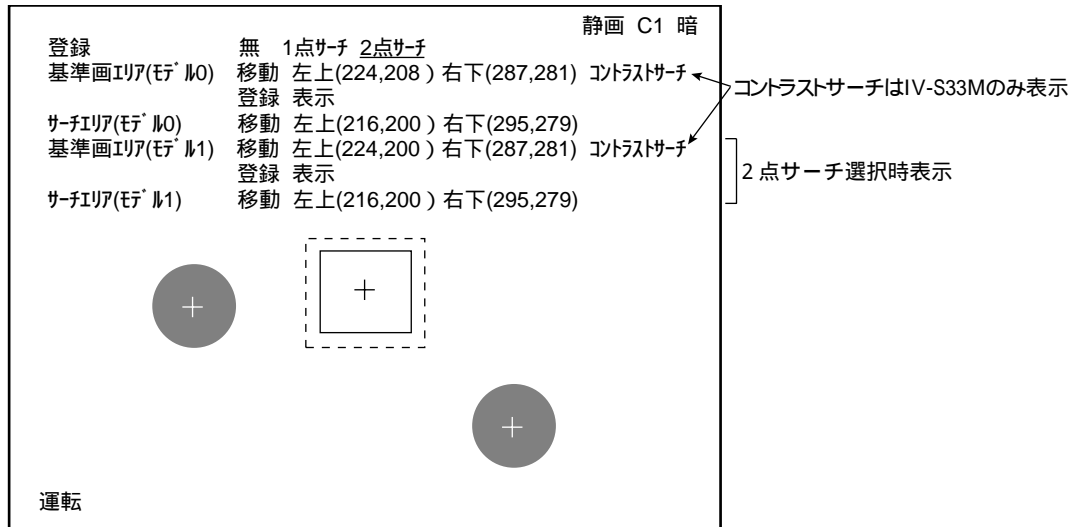 静画 C1 暗
登録 無 1点ｻｰﾁ 2点ｻｰﾁ
基準画ｴﾘｱ(ﾓﾃﾞﾙ0) 移動 左上(224,208）右下(287,281) ｺﾝﾄﾗｽﾄｻｰﾁ
登録 表示
ｻｰﾁｴﾘｱ(ﾓﾃﾞﾙ0) 移動 左上(216,200）右下(295,279)
基準画ｴﾘｱ(ﾓﾃﾞﾙ1) 移動 左上(224,200）右下(287,281) ｺﾝﾄﾗｽﾄｻｰﾁ
登録 表示
ｻｰﾁｴﾘｱ(ﾓﾃﾞﾙ1) 移動 左上(216,200）右下(295,279)
運転
コントラストサーチはIV-S33Mのみ表示
2点サーチ選択時表示